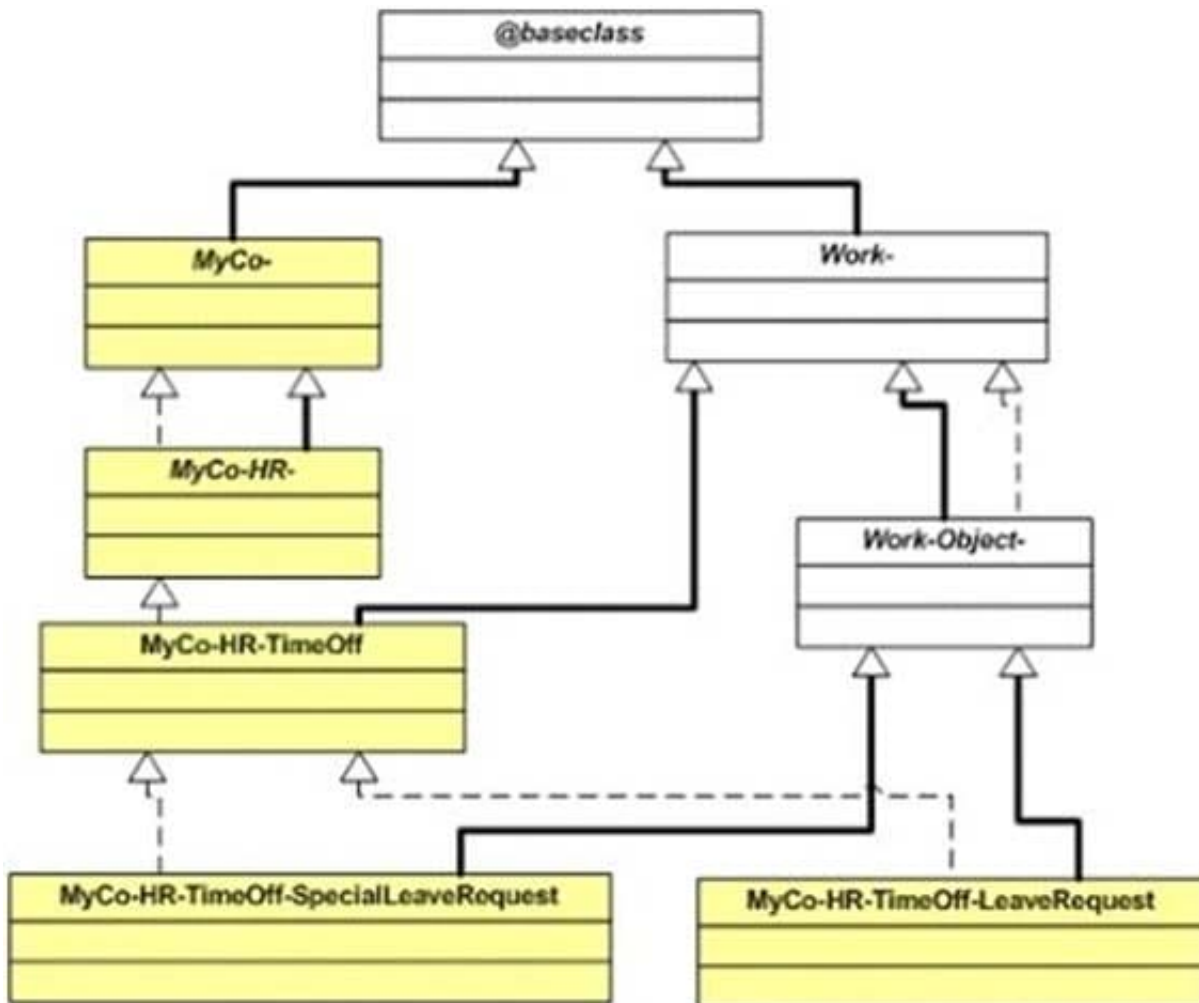 @baseclass
MyCo-
Work-
MyCo-HR-
Work-Object-
MyCo-HR-TimeOff
MyCo-HR-TimeOff-SpecialLeaveRequest
MyCo-HR-TimeOff-LeaveRequest